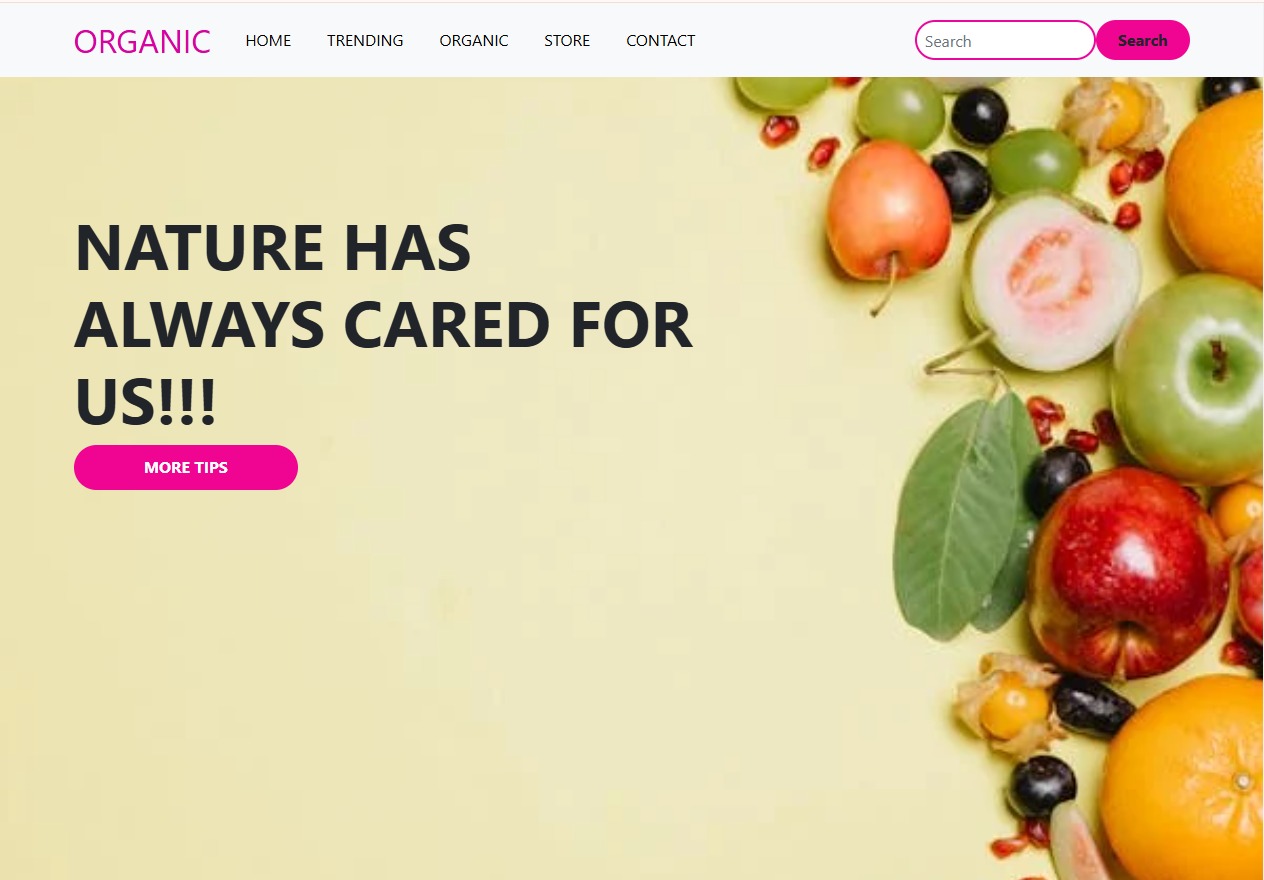 ORGANIC HOME TRENDING ORGANIC STORE CONTACT Search Search
NATURE HAS
ALWAYS CARED FOR
US!!!
MORE TIPS